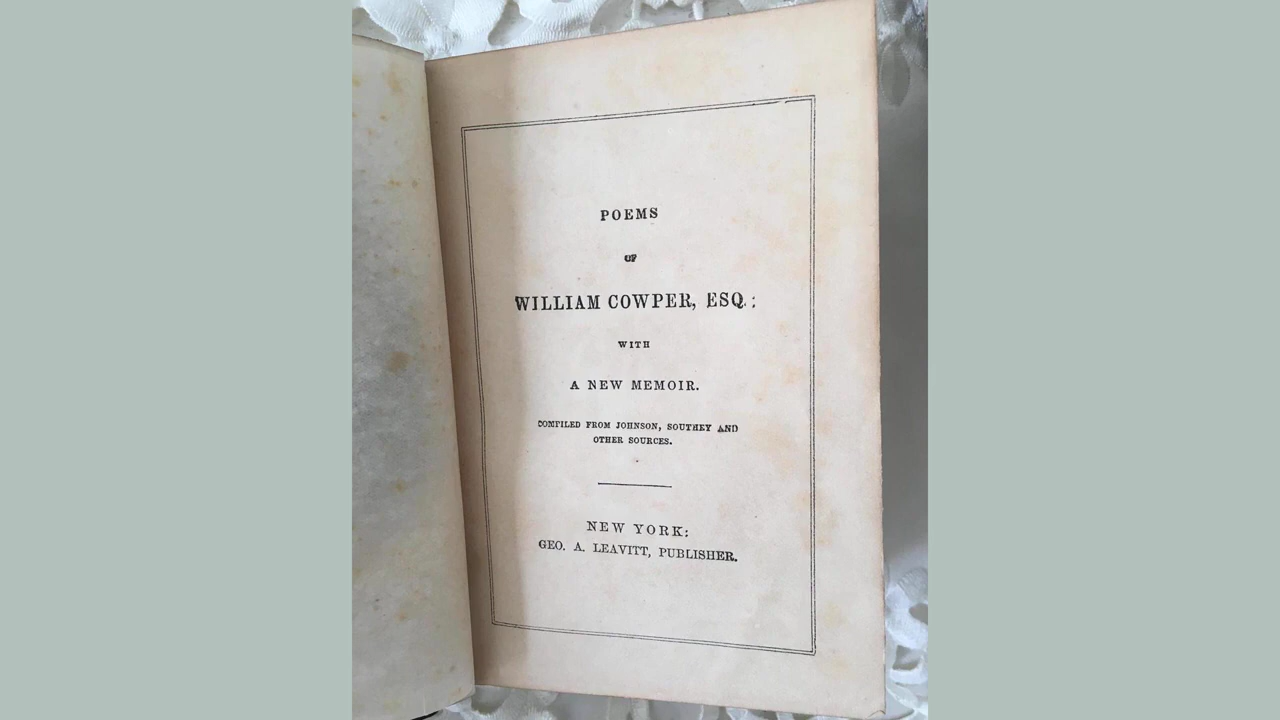 POEMS
OF
WILLIAM COWPER, ESQ.:
WITH
A NEW MEMOIR.
COMPILED FROM JOHNSON, SOUTHEY AND
OTHER SOURCES.
NEW YORK:
GEO. A. LEAVITT, PUBLISHER.